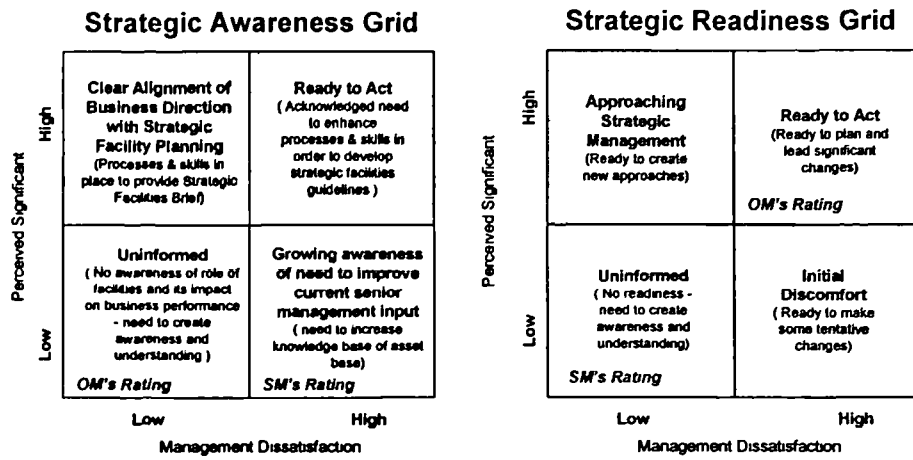 Strategic Awareness Grid
Perceived Significant
High
Low
Clear Alignment of
Business Direction
with Strategic
Facility Planning
(Processes & skills in
place to provide Strategic
Facilities Brief)
Ready to Act
( Acknowledged need
to enhance
processes & skills in
order to develop
strategic facilities
guidelines )
Uninformed
( No awareness of role of
facilities and its impact
on business performance
- need to create
awareness and
understanding )
OM's Rating
Growing awareness
of need to improve
current senior
management input
( need to increase
knowledge base of asset
base)
SM's Rating
Low
High
Management Dissatisfaction
Strategic Readiness Grid
Perceived Significant
High
Low
Approaching
Strategic
Management
(Ready to create
new approaches)
Ready to Act
(Ready to plan and
lead significant
changes)
OM's Rating
Uninformed
( No readiness -
need to create
awareness and
understanding)
SM's Rating
Initial
Discomfort
( Ready to make
some tentative
changes)
Low
High
Management Dissatisfaction